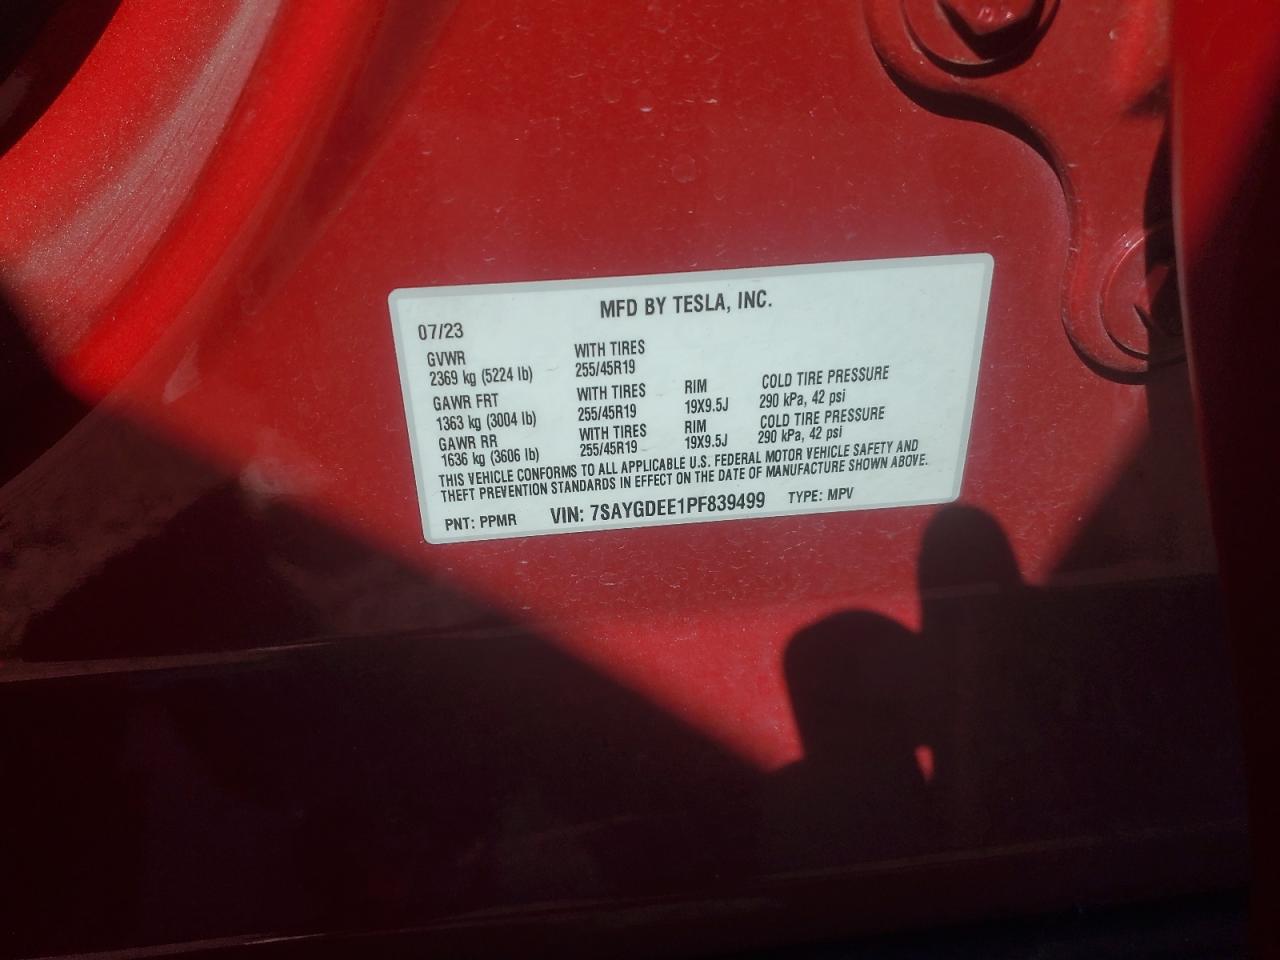 MFD BY TESLA, INC.
07/23
GVWR WITH TIRES
2369 kg (5224 lb) 255/45R19
GAWR FRT WITH TIRES RIM COLD TIRE PRESSURE
1363 kg (3004 lb) 255/45R19 19X9.5J 290 kPa, 42 psi
GAWR RR WITH TIRES RIM COLD TIRE PRESSURE
1636 kg (3606 lb) 255/45R19 19X9.5J 290 kPa, 42 psi
THIS VEHICLE CONFORMS TO ALL APPLICABLE U.S. FEDERAL MOTOR VEHICLE SAFETY AND
THEFT PREVENTION STANDARDS IN EFFECT ON THE DATE OF MANUFACTURE SHOWN ABOVE.
PNT: PPMR VIN: 7SAYGDEE1PF839499 TYPE: MPV